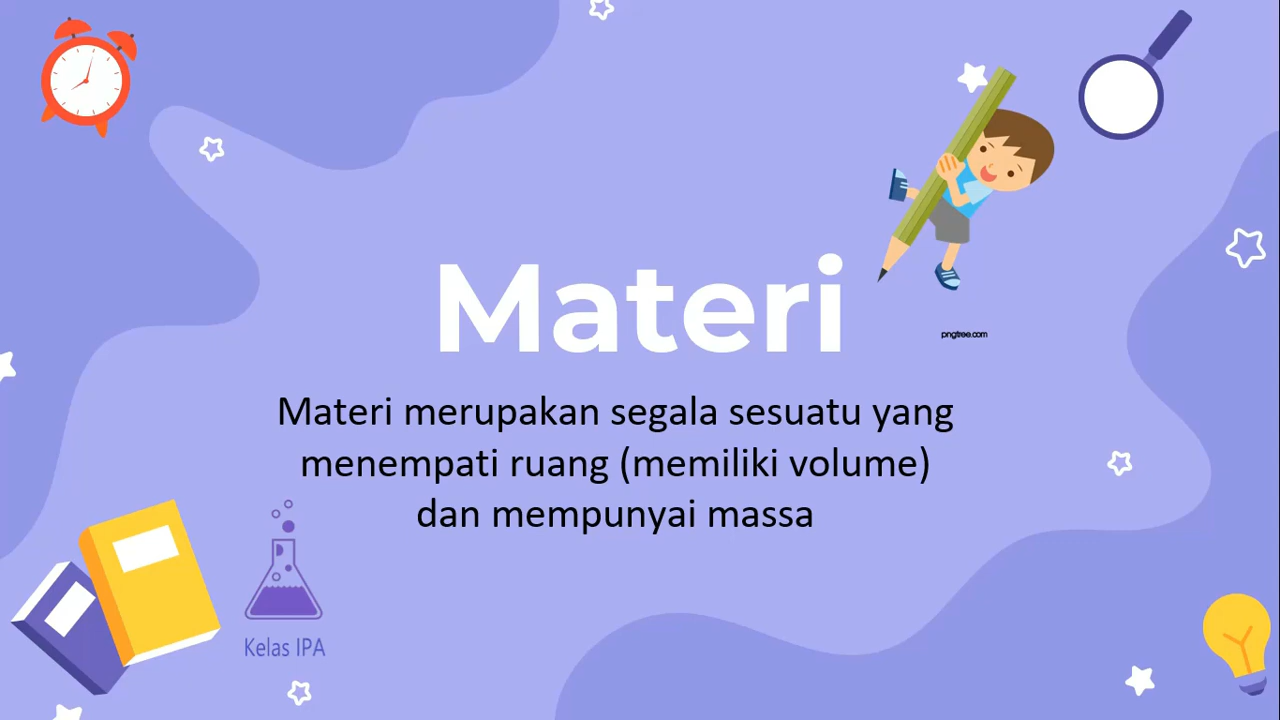 Materi
pngtree.com
Materi merupakan segala sesuatu yang
menempati ruang (memiliki volume)
dan mempunyai massa
Kelas IPA